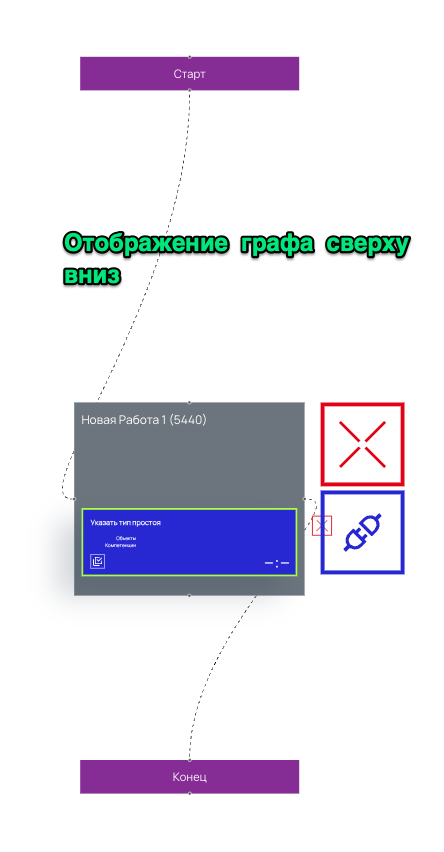 Старт
Отображение графа сверху
вниз
Новая Работа 1 (5440)
Указать тип простоя
Объекты
Компетенции
–:–
Конец